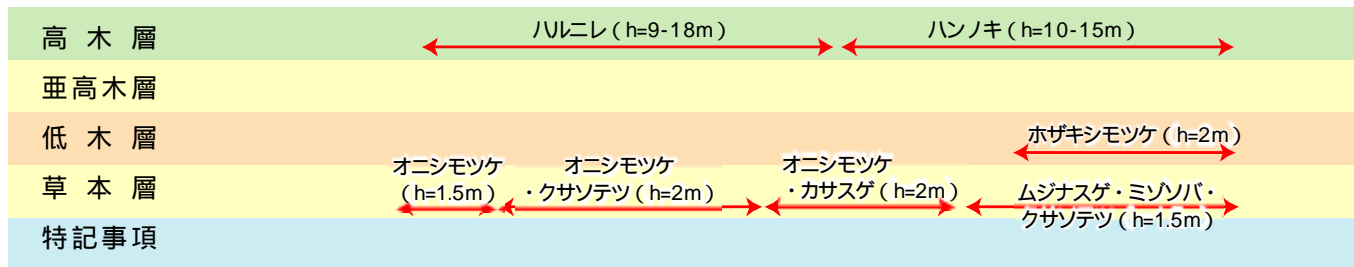 高木層
ハルニレ（h=9-18m）
ハンノキ（h=10-15m）
亜高木層
低木層
ホザキシモツケ（h=2m）
草本層
オニシモツケ
（h=1.5m）
オニシモツケ
・クサソテツ（h=2m）
オニシモツケ
・カサスゲ（h=2m）
ムジナスゲ・ミゾソバ・
クサソテツ（h=1.5m）
特記事項